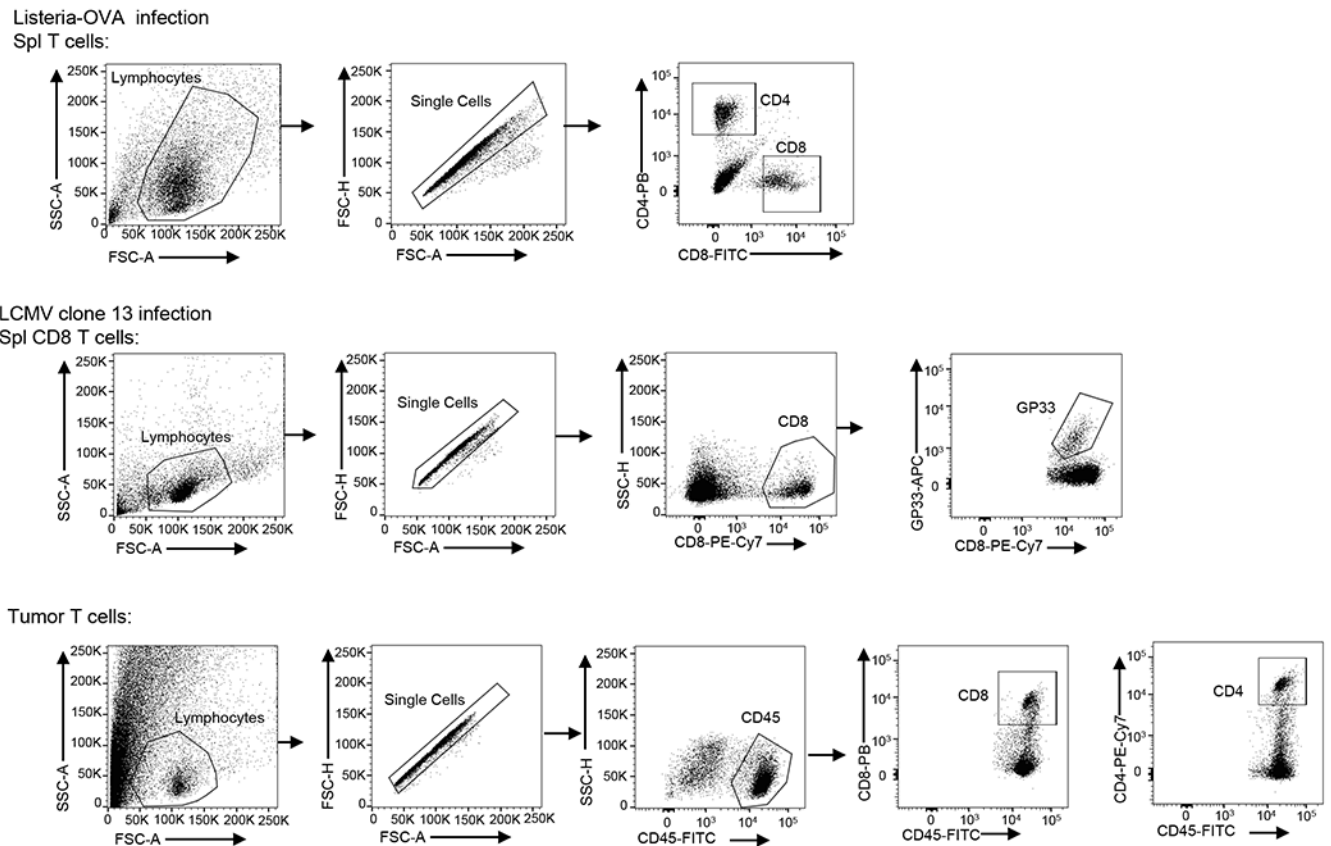 Listeria-OVA infection
Spl T cells:
250K
200K
150K
100K
50K
0
Lymphocytes
SSC-A
0 50K 100K 150K 200K 250K
FSC-A
250K
200K
150K
100K
50K
0
Single Cells
FSC-H
0 50K 100K 150K 200K 250K
FSC-A
10⁵
10⁴
10³
0
CD4
CD8
CD4-PB
0 10³ 10⁴ 10⁵
CD8-FITC
LCMV clone 13 infection
Spl CD8 T cells:
250K
200K
150K
100K
50K
0
Lymphocytes
SSC-A
0 50K 100K 150K 200K 250K
FSC-A
250K
200K
150K
100K
50K
0
Single Cells
FSC-H
0 50K 100K 150K 200K 250K
FSC-A
250K
200K
150K
100K
50K
0
CD8
SSC-H
0 10³ 10⁴ 10⁵
CD8-PE-Cy7
10⁵
10⁴
10³
0
GP33
GP33-APC
0 10³ 10⁴ 10⁵
CD8-PE-Cy7
Tumor T cells:
250K
200K
150K
100K
50K
0
Lymphocytes
SSC-A
0 50K 100K 150K 200K 250K
FSC-A
250K
200K
150K
100K
50K
0
Single Cells
FSC-H
0 50K 100K 150K 200K 250K
FSC-A
250K
200K
150K
100K
50K
0
CD45
SSC-H
0 10³ 10⁴ 10⁵
CD45-FITC
10⁵
10⁴
10³
0
CD8
CD8-PB
0 10³ 10⁴ 10⁵
CD45-FITC
10⁵
10⁴
10³
0
CD4
CD4-PE-Cy7
0 10³ 10⁴ 10⁵
CD45-FITC